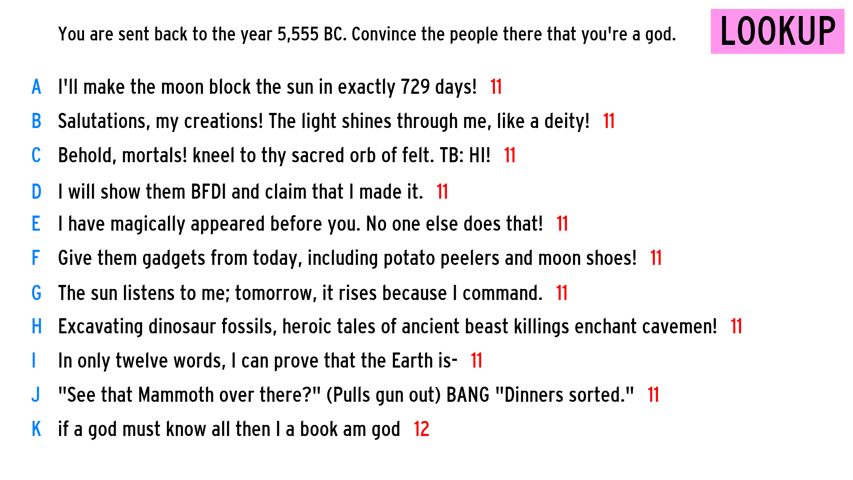 You are sent back to the year 5,555 BC. Convince the people there that you're a god.
LOOKUP
A I'll make the moon block the sun in exactly 729 days! 11
B Salutations, my creations! The light shines through me, like a deity! 11
C Behold, mortals! kneel to thy sacred orb of felt. TB: HI! 11
D I will show them BFDI and claim that I made it. 11
E I have magically appeared before you. No one else does that! 11
F Give them gadgets from today, including potato peelers and moon shoes! 11
G The sun listens to me; tomorrow, it rises because I command. 11
H Excavating dinosaur fossils, heroic tales of ancient beast killings enchant cavemen! 11
I In only twelve words, I can prove that the Earth is- 11
J "See that Mammoth over there?" (Pulls gun out) BANG "Dinners sorted." 11
K if a god must know all then I a book am god 12